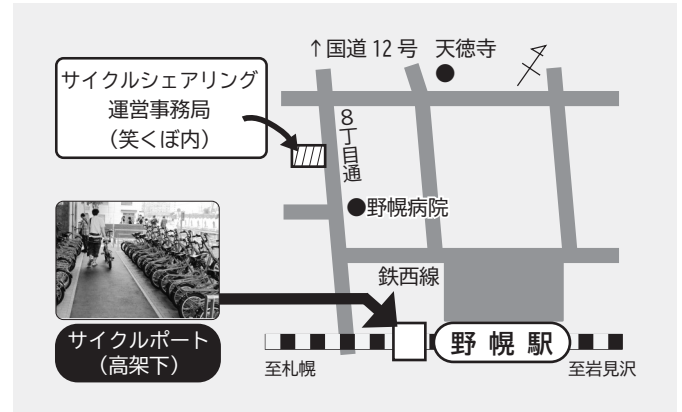 ↑国道12号
天徳寺
サイクルシェアリング
運営事務局
（笑くぼ内）
8丁目通
●野幌病院
鉄西線
サイクルポート
（高架下）
野幌駅
至札幌
至岩見沢